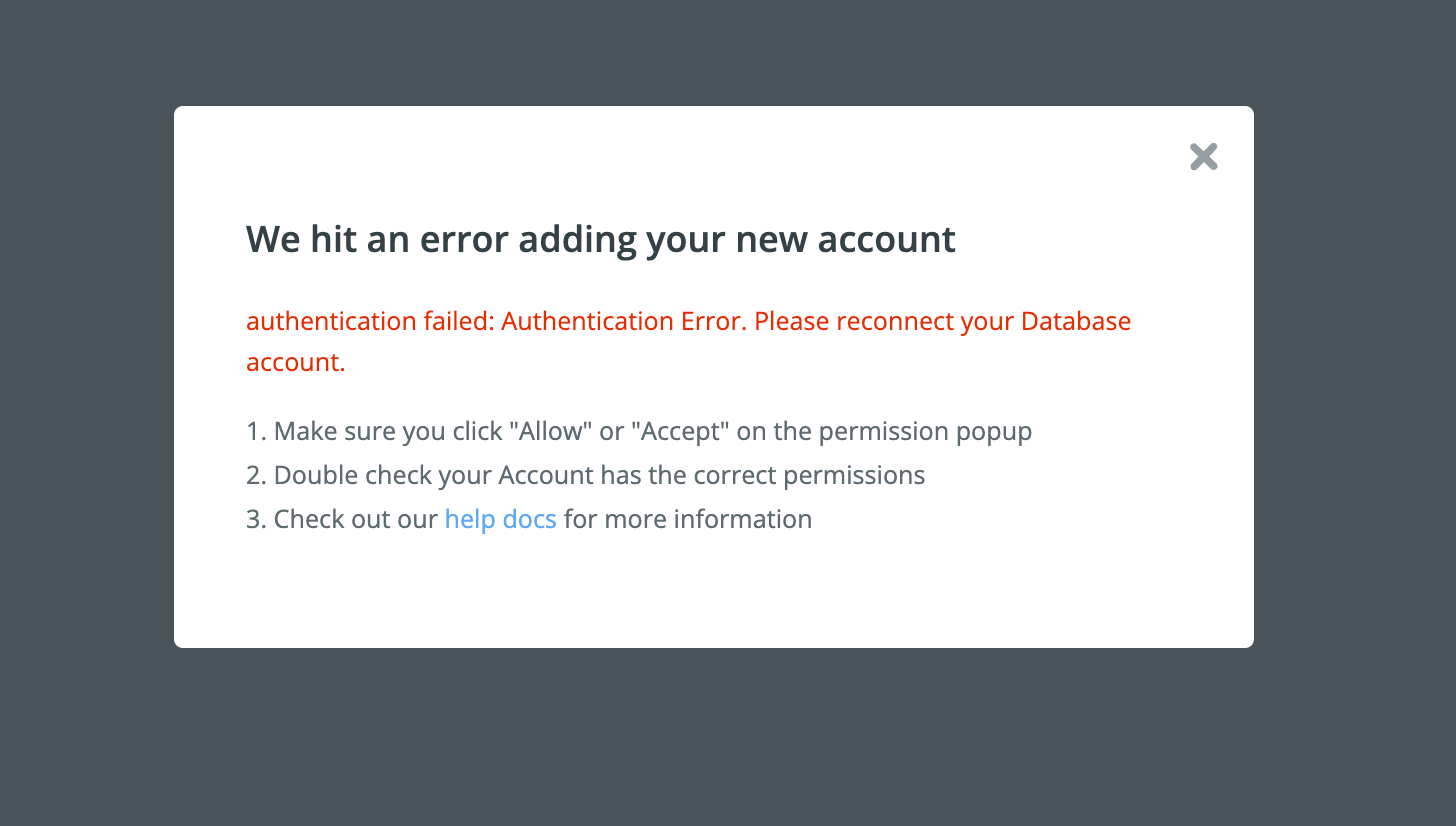 We hit an error adding your new account
authentication failed: Authentication Error. Please reconnect your Database
account.
1. Make sure you click "Allow" or "Accept" on the permission popup
2. Double check your Account has the correct permissions
3. Check out our help docs for more information